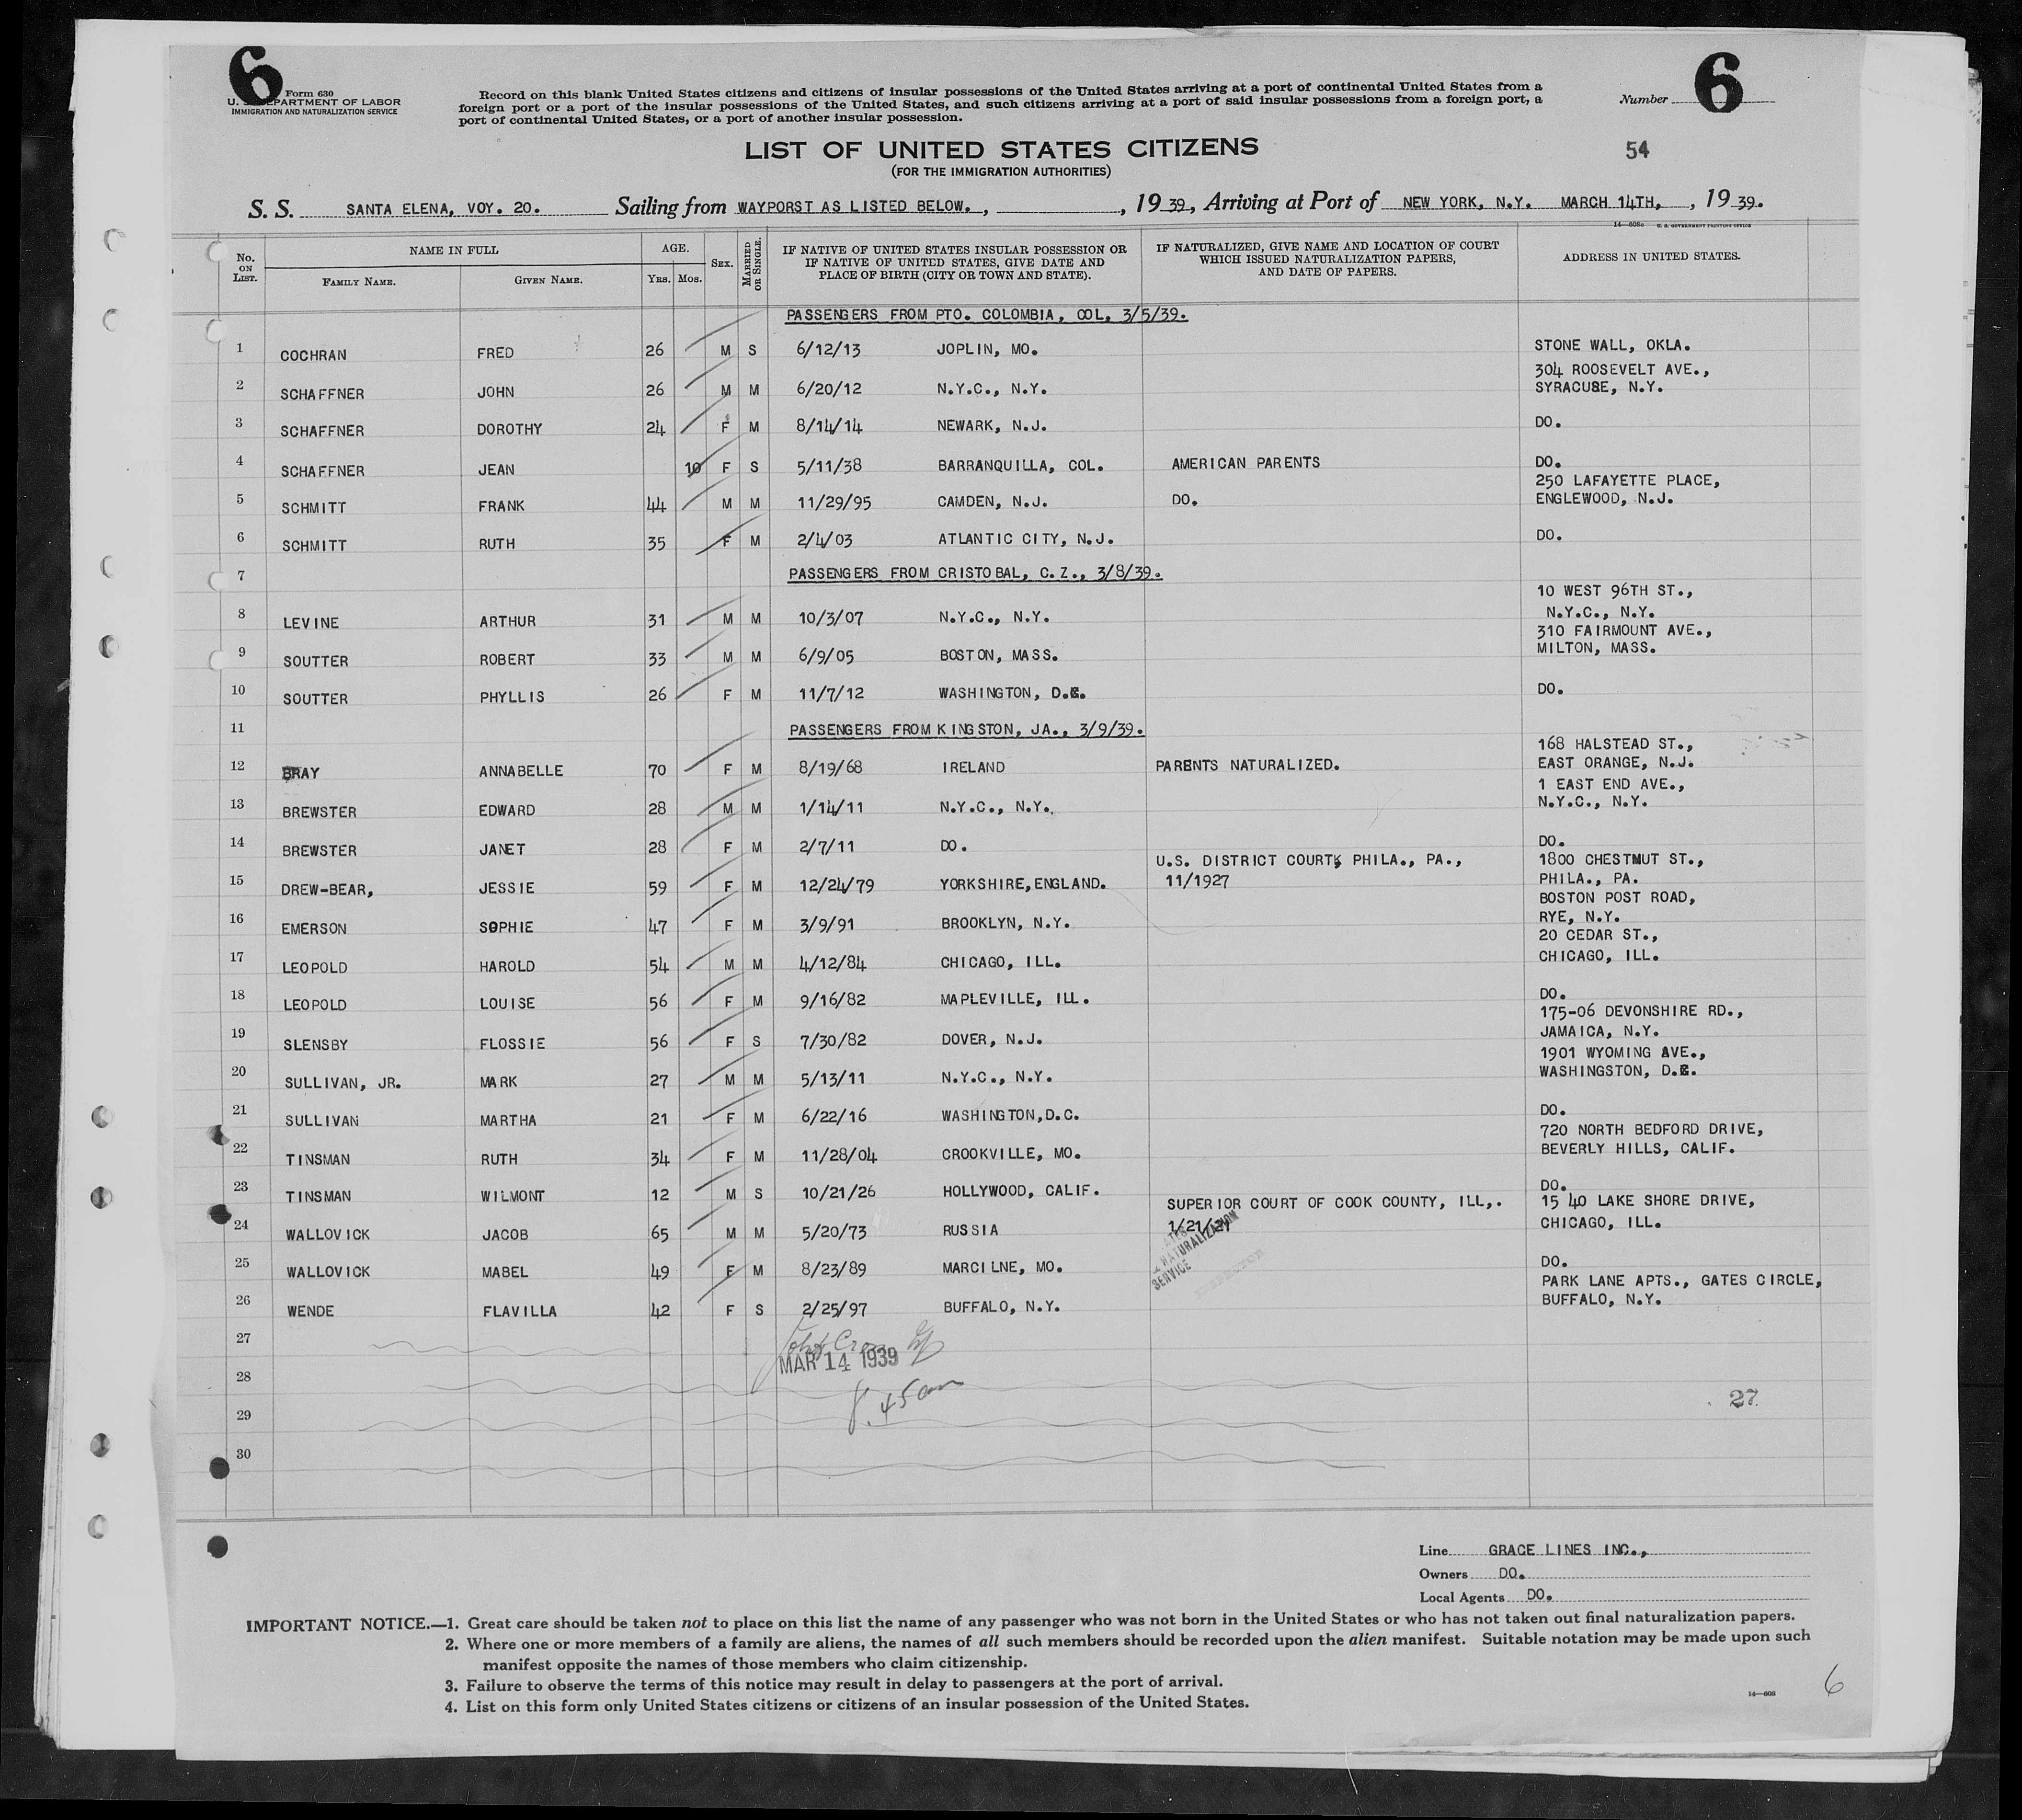 6
Form 630
U. S. DEPARTMENT OF LABOR
IMMIGRATION AND NATURALIZATION SERVICE
Record on this blank United States citizens and citizens of insular possessions of the United States arriving at a port of continental United States from a
foreign port or a port of the insular possessions of the United States, and such citizens arriving at a port of said insular possessions from a foreign port, a
port of continental United States, or a port of another insular possession.
Number 6
LIST OF UNITED STATES CITIZENS
(FOR THE IMMIGRATION AUTHORITIES)
54
S. S. SANTA ELENA, VOY. 20. Sailing from WAYPORST AS LISTED BELOW. , , 19 39, Arriving at Port of NEW YORK, N.Y. MARCH 14TH, , 19 39.
14—608a U. S. GOVERNMENT PRINTING OFFICE
No. ON LIST. NAME IN FULL FAMILY NAME. GIVEN NAME. AGE. YRS. MOS. SEX. MARRIED OR SINGLE. IF NATIVE OF UNITED STATES INSULAR POSSESSION OR IF NATIVE OF UNITED STATES, GIVE DATE AND PLACE OF BIRTH (CITY OR TOWN AND STATE). IF NATURALIZED, GIVE NAME AND LOCATION OF COURT WHICH ISSUED NATURALIZATION PAPERS, AND DATE OF PAPERS. ADDRESS IN UNITED STATES.
PASSENGERS FROM PTO. COLOMBIA, COL, 3/5/39.
1 COCHRAN FRED 26 M S 6/12/13 JOPLIN, MO. STONE WALL, OKLA.
304 ROOSEVELT AVE.,
2 SCHAFFNER JOHN 26 M M 6/20/12 N.Y.C., N.Y. SYRACUSE, N.Y.
3 SCHAFFNER DOROTHY 24 F M 8/14/14 NEWARK, N.J. DO.
4 SCHAFFNER JEAN 10 F S 5/11/38 BARRANQUILLA, COL. AMERICAN PARENTS DO.
250 LAFAYETTE PLACE,
5 SCHMITT FRANK 44 M M 11/29/95 CAMDEN, N.J. DO. ENGLEWOOD, N.J.
6 SCHMITT RUTH 35 F M 2/4/03 ATLANTIC CITY, N.J. DO.
7 PASSENGERS FROM CRISTOBAL, C.Z., 3/8/39.
10 WEST 96TH ST.,
8 LEVINE ARTHUR 31 M M 10/3/07 N.Y.C., N.Y. N.Y.C., N.Y.
310 FAIRMOUNT AVE.,
9 SOUTTER ROBERT 33 M M 6/9/05 BOSTON, MASS. MILTON, MASS.
10 SOUTTER PHYLLIS 26 F M 11/7/12 WASHINGTON, D.C. DO.
11 PASSENGERS FROM KINGSTON, JA., 3/9/39.
168 HALSTEAD ST.,
12 BRAY ANNABELLE 70 F M 8/19/68 IRELAND PARENTS NATURALIZED. EAST ORANGE, N.J.
1 EAST END AVE.,
13 BREWSTER EDWARD 28 M M 1/14/11 N.Y.C., N.Y. N.Y.C., N.Y.
14 BREWSTER JANET 28 F M 2/7/11 DO. DO.
U.S. DISTRICT COURT, PHILA., PA., 1800 CHESTNUT ST.,
15 DREW-BEAR, JESSIE 59 F M 12/24/79 YORKSHIRE, ENGLAND. 11/1927 PHILA., PA.
BOSTON POST ROAD,
16 EMERSON SOPHIE 47 F M 3/9/91 BROOKLYN, N.Y. RYE, N.Y.
20 CEDAR ST.,
17 LEOPOLD HAROLD 54 M M 4/12/84 CHICAGO, ILL. CHICAGO, ILL.
18 LEOPOLD LOUISE 56 F M 9/16/82 MAPLEVILLE, ILL. DO.
175-06 DEVONSHIRE RD.,
19 SLENSBY FLOSSIE 56 F S 7/30/82 DOVER, N.J. JAMAICA, N.Y.
1901 WYOMING AVE.,
20 SULLIVAN, JR. MARK 27 M M 5/13/11 N.Y.C., N.Y. WASHINGSTON, D.C.
21 SULLIVAN MARTHA 21 F M 6/22/16 WASHINGTON, D.C. DO.
720 NORTH BEDFORD DRIVE,
22 TINSMAN RUTH 34 F M 11/28/04 CROOKVILLE, MO. BEVERLY HILLS, CALIF.
23 TINSMAN WILMONT 12 M S 10/21/26 HOLLYWOOD, CALIF. DO.
SUPERIOR COURT OF COOK COUNTY, ILL,. 15 40 LAKE SHORE DRIVE,
24 WALLOVICK JACOB 65 M M 5/20/73 RUSSIA CHICAGO, ILL.
NATURALIZATION
SERVICE
25 WALLOVICK MABEL 49 F M 8/23/89 MARCILNE, MO. DO.
PARK LANE APTS., GATES CIRCLE,
26 WENDE FLAVILLA 42 F S 2/25/97 BUFFALO, N.Y. BUFFALO, N.Y.
27
MAR 14 1939
28
8.45 am
27
29
30
Line GRACE LINES INC.,
Owners DO.
Local Agents DO.
IMPORTANT NOTICE.—1. Great care should be taken not to place on this list the name of any passenger who was not born in the United States or who has not taken out final naturalization papers.
2. Where one or more members of a family are aliens, the names of all such members should be recorded upon the alien manifest. Suitable notation may be made upon such
manifest opposite the names of those members who claim citizenship.
3. Failure to observe the terms of this notice may result in delay to passengers at the port of arrival.
4. List on this form only United States citizens or citizens of an insular possession of the United States.
14—608
6